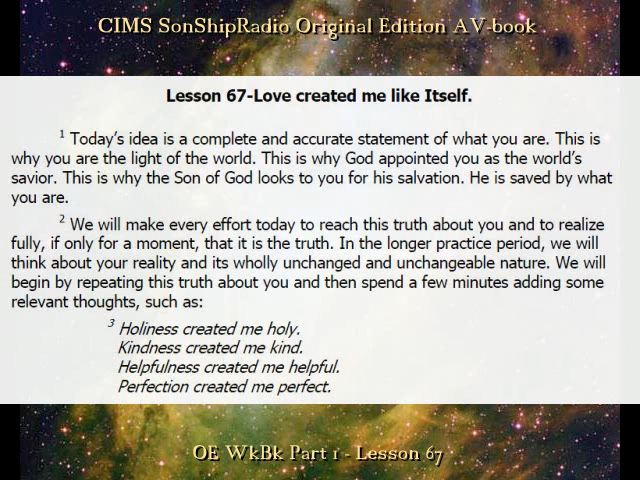 CIMS SonShipRadio Original Edition AV-book
Lesson 67-Love created me like Itself.
1 Today's idea is a complete and accurate statement of what you are. This is
why you are the light of the world. This is why God appointed you as the world's
savior. This is why the Son of God looks to you for his salvation. He is saved by what
you are.
2 We will make every effort today to reach this truth about you and to realize
fully, if only for a moment, that it is the truth. In the longer practice period, we will
think about your reality and its wholly unchanged and unchangeable nature. We will
begin by repeating this truth about you and then spend a few minutes adding some
relevant thoughts, such as:
3 Holiness created me holy.
Kindness created me kind.
Helpfulness created me helpful.
Perfection created me perfect.
OE WkBk Part 1 - Lesson 67